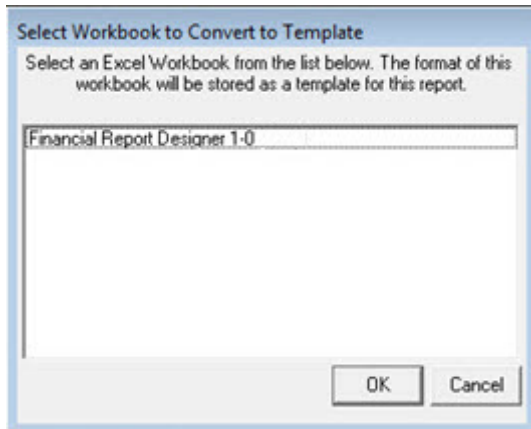 Select Workbook to Convert to Template
Select an Excel Workbook from the list below. The format of this
workbook will be stored as a template for this report.
Financial Report Designer 1-0
OK
Cancel